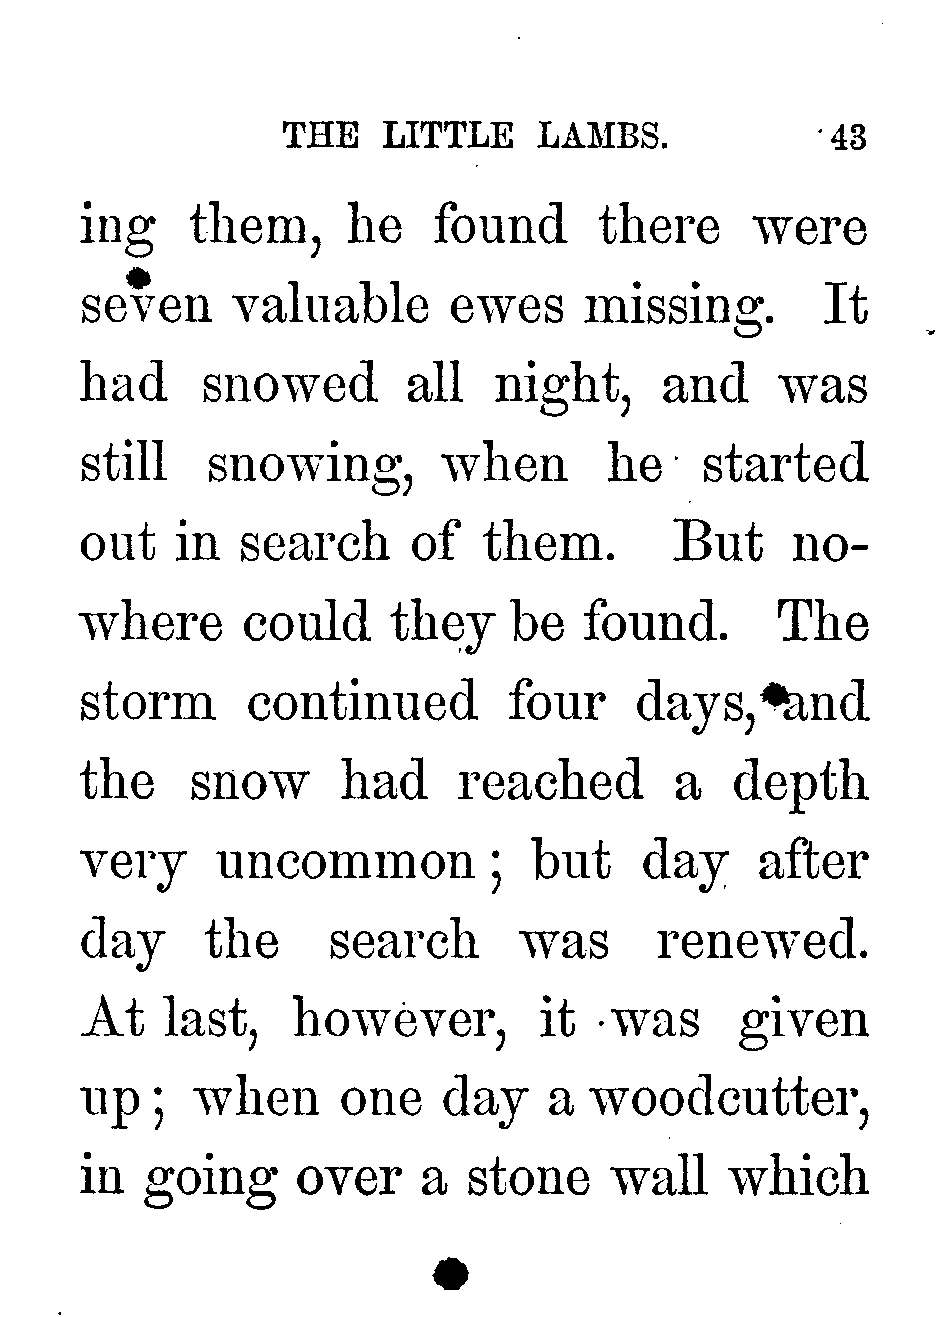 THE LITTLE LAMBS. 43
ing them, he found there were
seven valuable ewes missing. It
had snowed all night, and was
still snowing, when he started
out in search of them. But no-
where could they be found. The
storm continued four days, and
the snow had reached a depth
very uncommon; but day after
day the search was renewed.
At last, however, it was given
up; when one day a woodcutter,
in going over a stone wall which